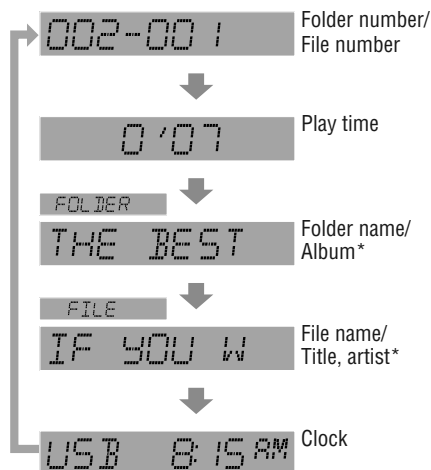 002-001
Folder number/
File number
0'07
Play time
FOLDER
THE BEST
Folder name/
Album*
FILE
IF YOU W
File name/
Title, artist*
USB 8:15 AM
Clock